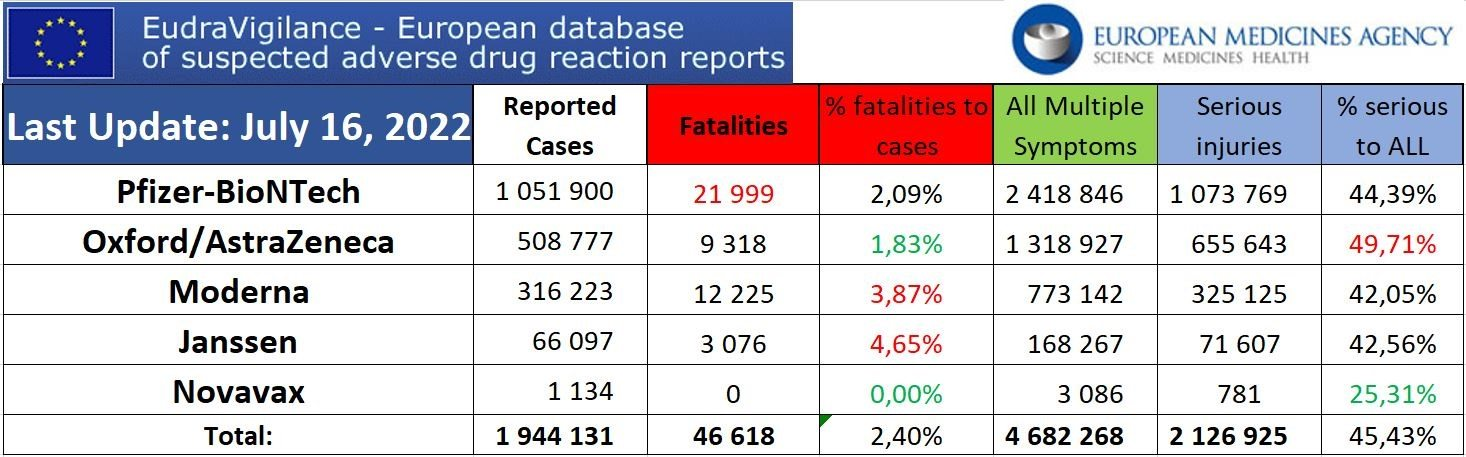 EudraVigilance - European database
of suspected adverse drug reaction reports
EUROPEAN MEDICINES AGENCY
SCIENCE MEDICINES HEALTH
Last Update: July 16, 2022 Reported Cases Fatalities % fatalities to cases All Multiple Symptoms Serious injuries % serious to ALL
Pfizer-BioNTech 1 051 900 21 999 2,09% 2 418 846 1 073 769 44,39%
Oxford/AstraZeneca 508 777 9 318 1,83% 1 318 927 655 643 49,71%
Moderna 316 223 12 225 3,87% 773 142 325 125 42,05%
Janssen 66 097 3 076 4,65% 168 267 71 607 42,56%
Novavax 1 134 0 0,00% 3 086 781 25,31%
Total: 1 944 131 46 618 2,40% 4 682 268 2 126 925 45,43%